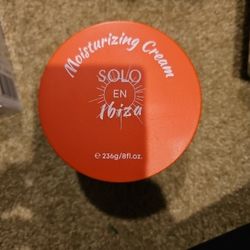 Moisturizing Cream
SOLO
EN
Ibiza
℮ 236g/8fl.oz.